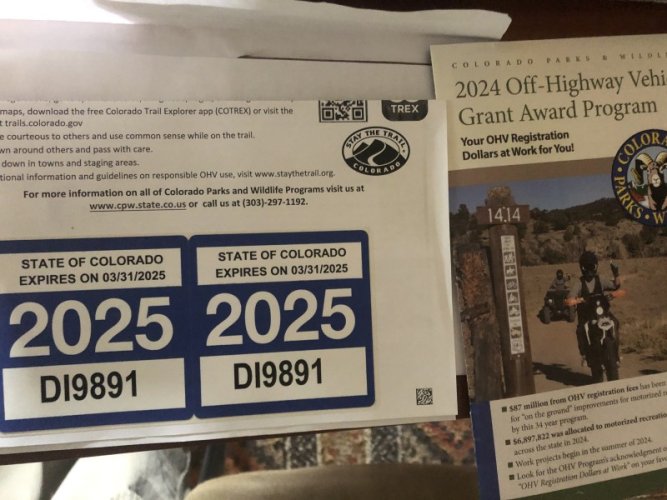 maps, download the free Colorado Trail Explorer app (COTREX) or visit the
trails.colorado.gov
e courteous to others and use common sense while on the trail.
wn around others and pass with care.
down in towns and staging areas.
tional information and guidelines on responsible OHV use, visit www.staythetrail.org.
For more information on all of Colorado Parks and Wildlife Programs visit us at
www.cpw.state.co.us or call us at (303)-297-1192.
TREX
STAY THE TRAIL
COLORADO
STATE OF COLORADO
EXPIRES ON 03/31/2025
2025
DI9891
STATE OF COLORADO
EXPIRES ON 03/31/2025
2025
DI9891
COLORADO PARKS & WILDLI
2024 Off-Highway Vehi
Grant Award Program
Your OHV Registration
Dollars at Work for You!
COLORADO
PARKS
W
1414
$87 million from OHV registration fees has been
for "on the ground" improvements for motorized re
by this 34 year program.
$6,897,822 was allocated to motorized recreatio
across the state in 2024.
Work projects begin in the summer of 2024.
Look for the OHV Program's acknowledgment o
"OHV Registration Dollars at Work" on your